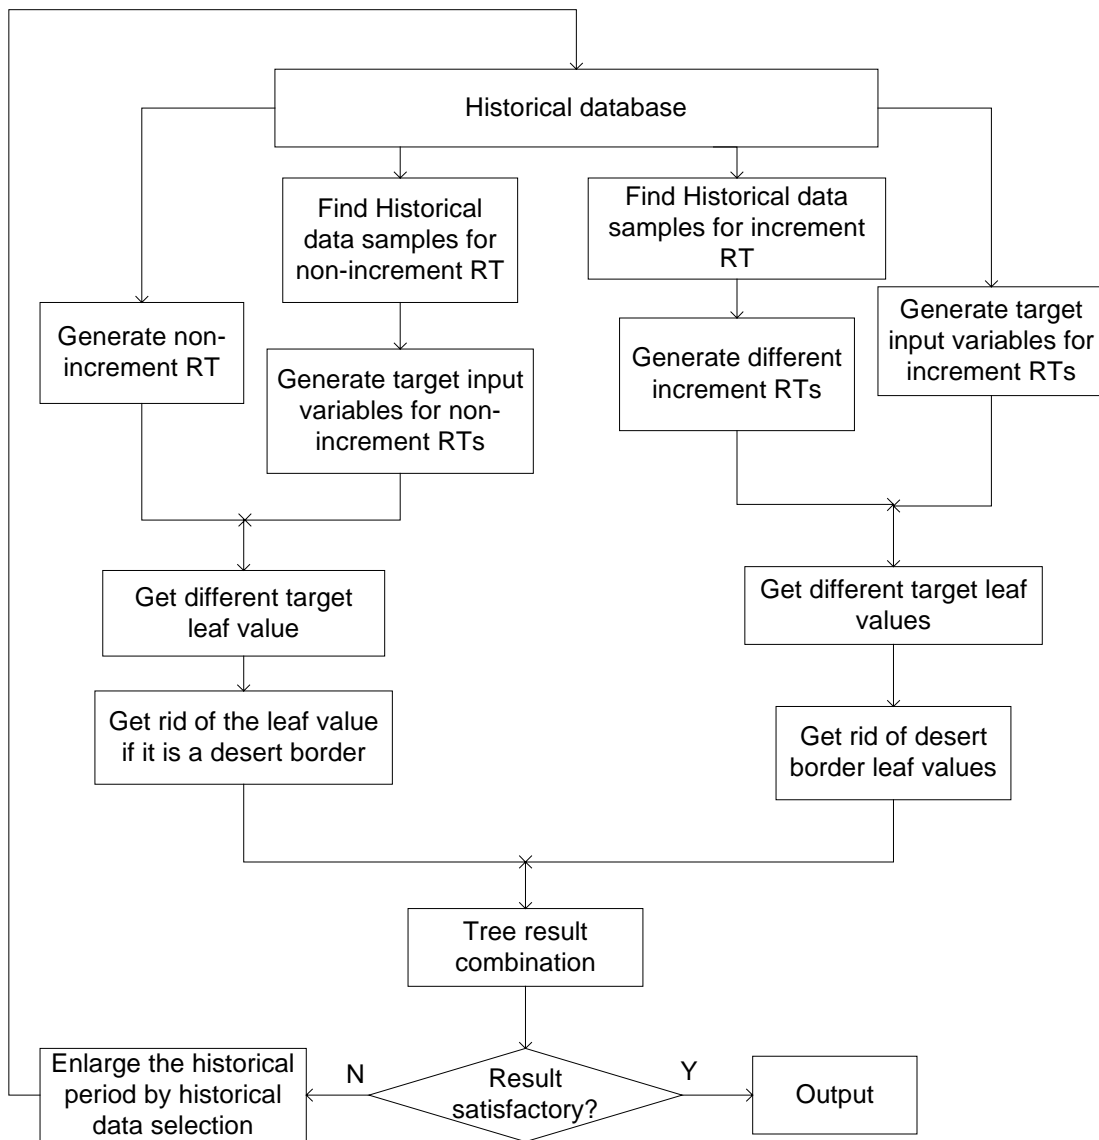 Historical database
Find Historical
data samples for
non-increment RT
Find Historical data
samples for increment
RT
Generate non-
increment RT
Generate target input
variables for non-
increment RTs
Generate different
increment RTs
Generate target
input variables for
increment RTs
Get different target
leaf value
Get different target leaf
values
Get rid of the leaf value
if it is a desert border
Get rid of desert
border leaf values
Tree result
combination
Enlarge the historical
period by historical
data selection
N
Result
satisfactory?
Y
Output